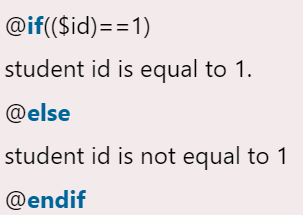 @if(($id)==1)
student id is equal to 1.
@else
student id is not equal to 1
@endif